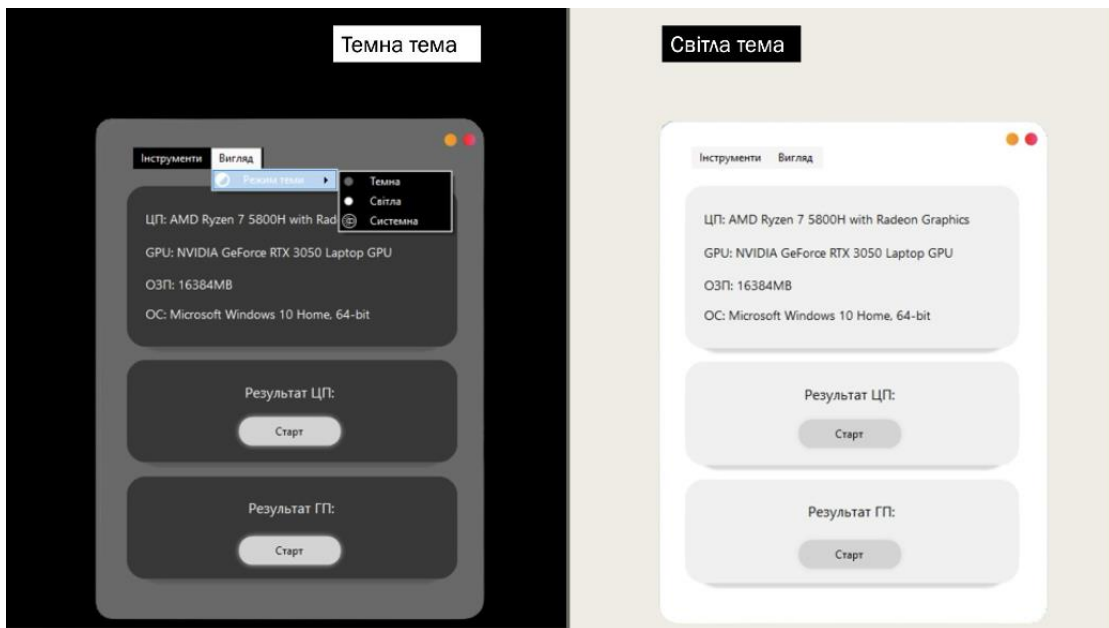 Темна тема
Інструменти Вигляд
Режим теми
Темна
Світла
Системна
ЦП: AMD Ryzen 7 5800H with Rad
GPU: NVIDIA GeForce RTX 3050 Laptop GPU
ОЗП: 16384MB
ОС: Microsoft Windows 10 Home, 64-bit
Результат ЦП:
Старт
Результат ГП:
Старт
Світла тема
Інструменти Вигляд
ЦП: AMD Ryzen 7 5800H with Radeon Graphics
GPU: NVIDIA GeForce RTX 3050 Laptop GPU
ОЗП: 16384MB
ОС: Microsoft Windows 10 Home, 64-bit
Результат ЦП:
Старт
Результат ГП:
Старт